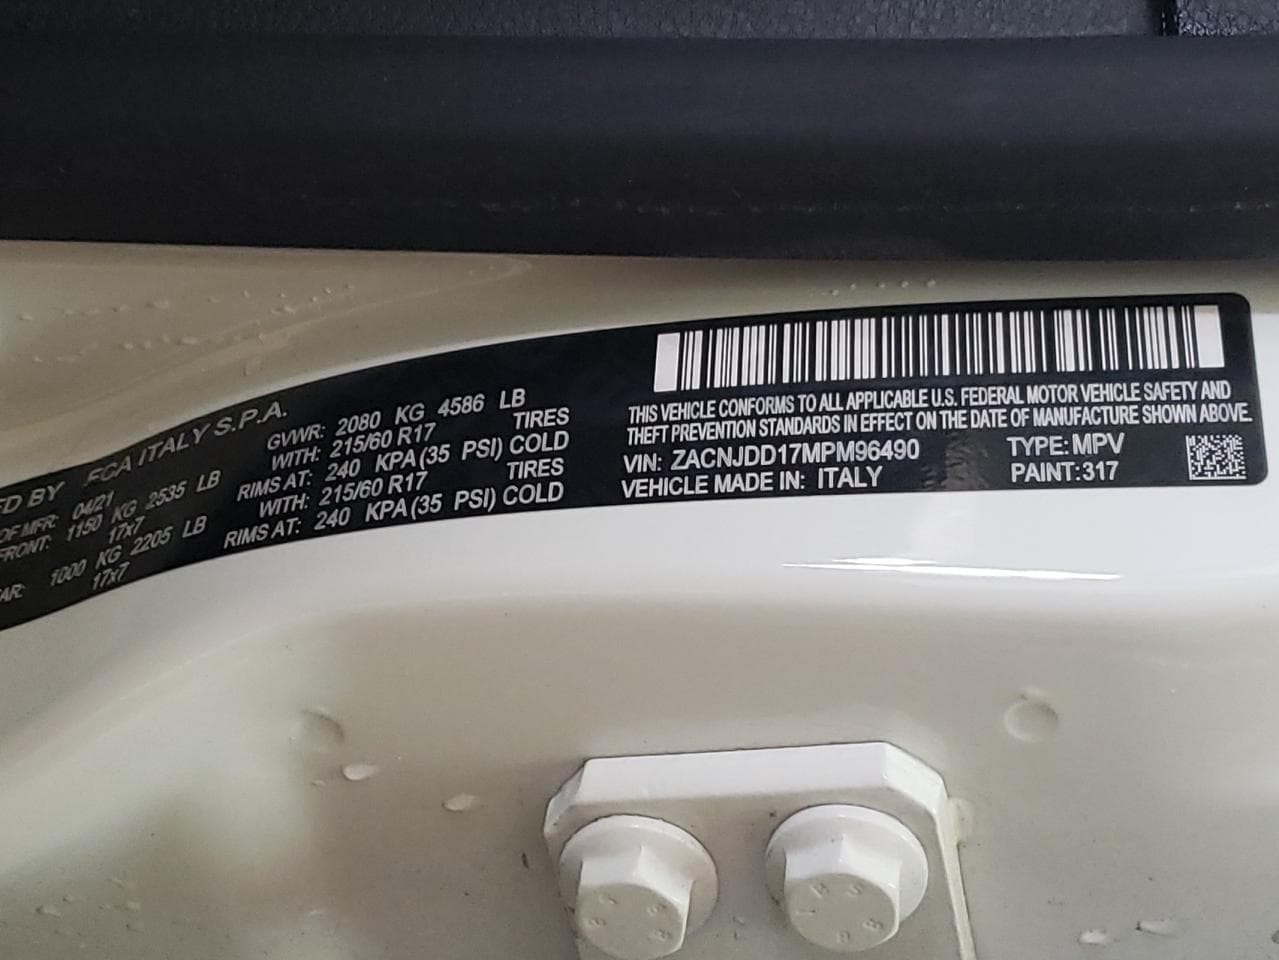 ED BY FCA ITALY S.P.A.
OF MFR: 04/21
FRONT: 1150 KG 2535 LB
17x7
AR: 1000 KG 2205 LB
17x7
GVWR: 2080 KG 4586 LB
WITH: 215/60 R17 TIRES
RIMS AT: 240 KPA(35 PSI) COLD
WITH: 215/60 R17 TIRES
RIMS AT: 240 KPA(35 PSI) COLD
THIS VEHICLE CONFORMS TO ALL APPLICABLE U.S. FEDERAL MOTOR VEHICLE SAFETY AND
THEFT PREVENTION STANDARDS IN EFFECT ON THE DATE OF MANUFACTURE SHOWN ABOVE.
VIN: ZACNJDD17MPM96490 TYPE: MPV
VEHICLE MADE IN: ITALY PAINT: 317